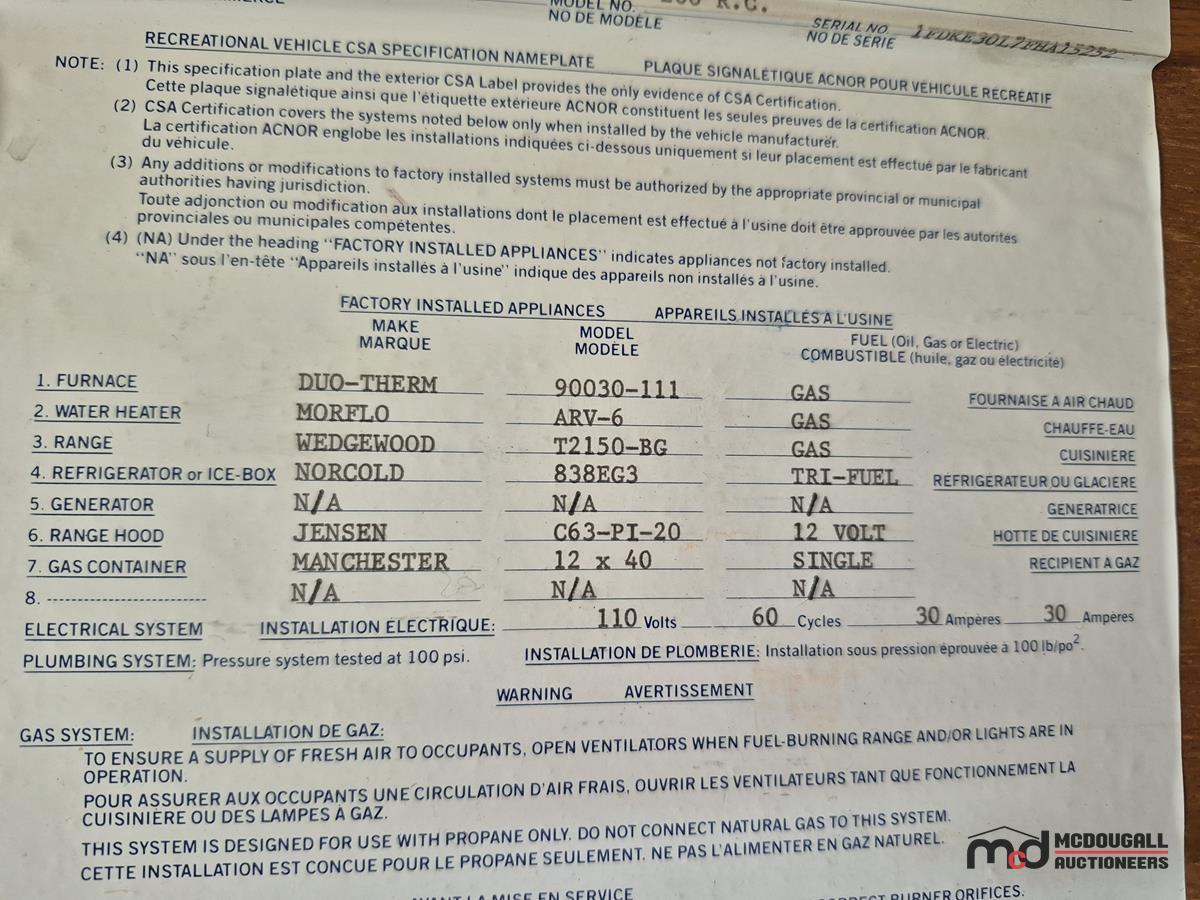 MODEL NO. R.C.
NO DE MODÈLE
SERIAL NO. 1FDKE30L7FHA15252
NO DE SÉRIE
RECREATIONAL VEHICLE CSA SPECIFICATION NAMEPLATE PLAQUE SIGNALÉTIQUE ACNOR POUR VÉHICULE RECREATIF
NOTE: (1) This specification plate and the exterior CSA Label provides the only evidence of CSA Certification.
Cette plaque signalétique ainsi que l'étiquette extérieure ACNOR constituent les seules preuves de la certification ACNOR.
(2) CSA Certification covers the systems noted below only when installed by the vehicle manufacturer.
La certification ACNOR englobe les installations indiquées ci-dessous uniquement si leur placement est effectué par le fabricant
du véhicule.
(3) Any additions or modifications to factory installed systems must be authorized by the appropriate provincial or municipal
authorities having jurisdiction.
Toute adjonction ou modification aux installations dont le placement est effectué à l'usine doit être approuvée par les autorités
provinciales ou municipales compétentes.
(4) (NA) Under the heading "FACTORY INSTALLED APPLIANCES" indicates appliances not factory installed.
"NA" sous l'en-tête "Appareils installés à l'usine" indique des appareils non installés à l'usine.
FACTORY INSTALLED APPLIANCES APPAREILS INSTALLÉS A L'USINE
MAKE MODEL FUEL (Oil, Gas or Electric)
MARQUE MODÈLE COMBUSTIBLE (huile, gaz ou électricité)
1. FURNACE DUO-THERM 90030-111 GAS FOURNAISE A AIR CHAUD
2. WATER HEATER MORFLO ARV-6 GAS CHAUFFE-EAU
3. RANGE WEDGEWOOD T2150-BG GAS CUISINIERE
4. REFRIGERATOR or ICE-BOX NORCOLD 838EG3 TRI-FUEL RÉFRIGÉRATEUR OU GLACIERE
5. GENERATOR N/A N/A N/A GENERATRICE
6. RANGE HOOD JENSEN C63-PI-20 12 VOLT HOTTE DE CUISINIERE
7. GAS CONTAINER MANCHESTER 12 x 40 SINGLE RECIPIENT A GAZ
8. N/A N/A N/A
ELECTRICAL SYSTEM INSTALLATION ÉLECTRIQUE: 110 Volts 60 Cycles 30 Ampères 30 Ampères
PLUMBING SYSTEM: Pressure system tested at 100 psi. INSTALLATION DE PLOMBERIE: Installation sous pression éprouvée à 100 lb/po².
WARNING AVERTISSEMENT
GAS SYSTEM: INSTALLATION DE GAZ:
TO ENSURE A SUPPLY OF FRESH AIR TO OCCUPANTS, OPEN VENTILATORS WHEN FUEL-BURNING RANGE AND/OR LIGHTS ARE IN
OPERATION.
POUR ASSURER AUX OCCUPANTS UNE CIRCULATION D'AIR FRAIS, OUVRIR LES VENTILATEURS TANT QUE FONCTIONNEMENT LA
CUISINIÈRE OU DES LAMPES À GAZ.
THIS SYSTEM IS DESIGNED FOR USE WITH PROPANE ONLY. DO NOT CONNECT NATURAL GAS TO THIS SYSTEM.
CETTE INSTALLATION EST CONCUE POUR LE PROPANE SEULEMENT. NE PAS L'ALIMENTER EN GAZ NATUREL.
LA MISE EN SERVICE
BURNER ORIFICES.
mcd MCDOUGALL
AUCTIONEERS